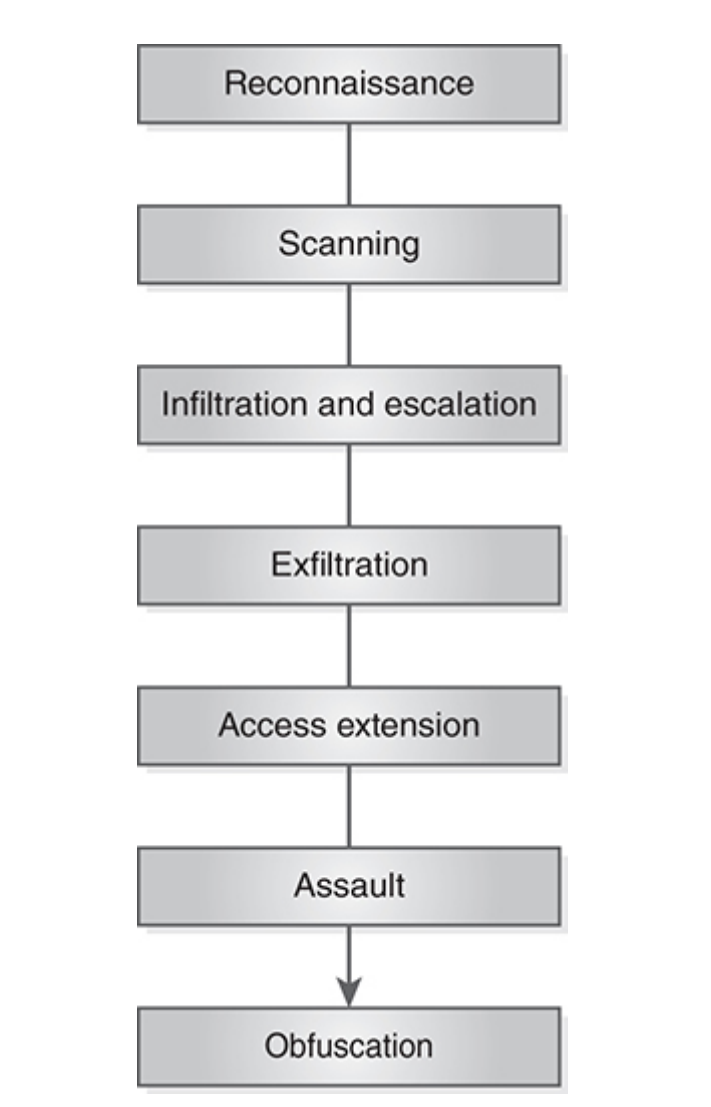 Reconnaissance
Scanning
Infiltration and escalation
Exfiltration
Access extension
Assault
Obfuscation